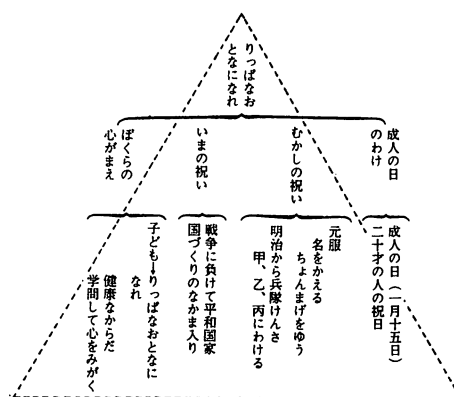 りっぱなお
となになれ
成人の日
のわけ
むかしの祝い
いまの祝い
ぼくらの
心がまえ
成人の日(一月十五日)
二十才の人の祝日
元服
名をかえる
ちょんまげをゆう
明治から兵隊けんさ
甲、乙、丙にわける
戦争に負けて平和国家
国づくりのなかま入り
子ども→りっぱなおとなに
なれ
健康なからだ
学問して心をみがく